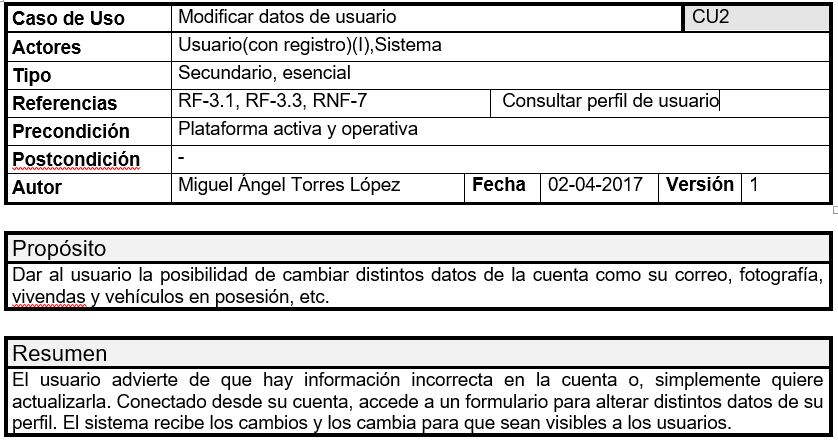 Caso de Uso Modificar datos de usuario CU2
Actores Usuario(con registro)(I),Sistema
Tipo Secundario, esencial
Referencias RF-3.1, RF-3.3, RNF-7 Consultar perfil de usuario
Precondición Plataforma activa y operativa
Postcondición -
Autor Miguel Ángel Torres López Fecha 02-04-2017 Versión 1
Propósito
Dar al usuario la posibilidad de cambiar distintos datos de la cuenta como su correo, fotografía,
vivendas y vehículos en posesión, etc.
Resumen
El usuario advierte de que hay información incorrecta en la cuenta o, simplemente quiere
actualizarla. Conectado desde su cuenta, accede a un formulario para alterar distintos datos de su
perfil. El sistema recibe los cambios y los cambia para que sean visibles a los usuarios.